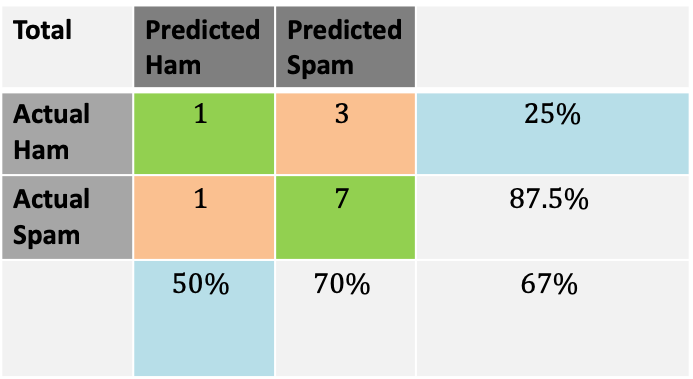 Total
Predicted Ham
Predicted Spam
Actual Ham
1
3
25%
Actual Spam
1
7
87.5%
50%
70%
67%